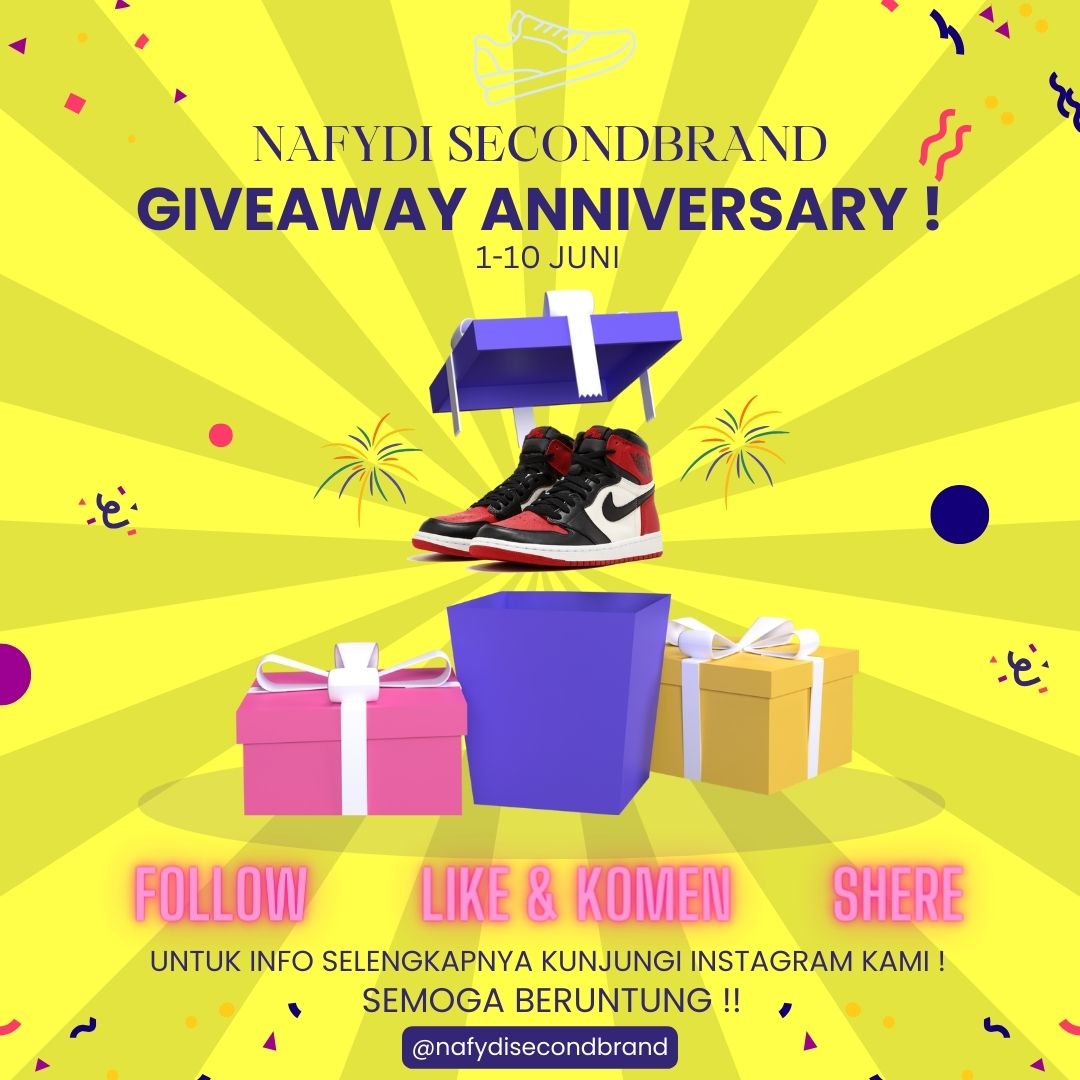 NAFYDI SECONDBRAND
GIVEAWAY ANNIVERSARY !
1-10 JUNI
FOLLOW LIKE & KOMEN SHERE
UNTUK INFO SELENGKAPNYA KUNJUNGI INSTAGRAM KAMI !
SEMOGA BERUNTUNG !!
@nafydisecondbrand